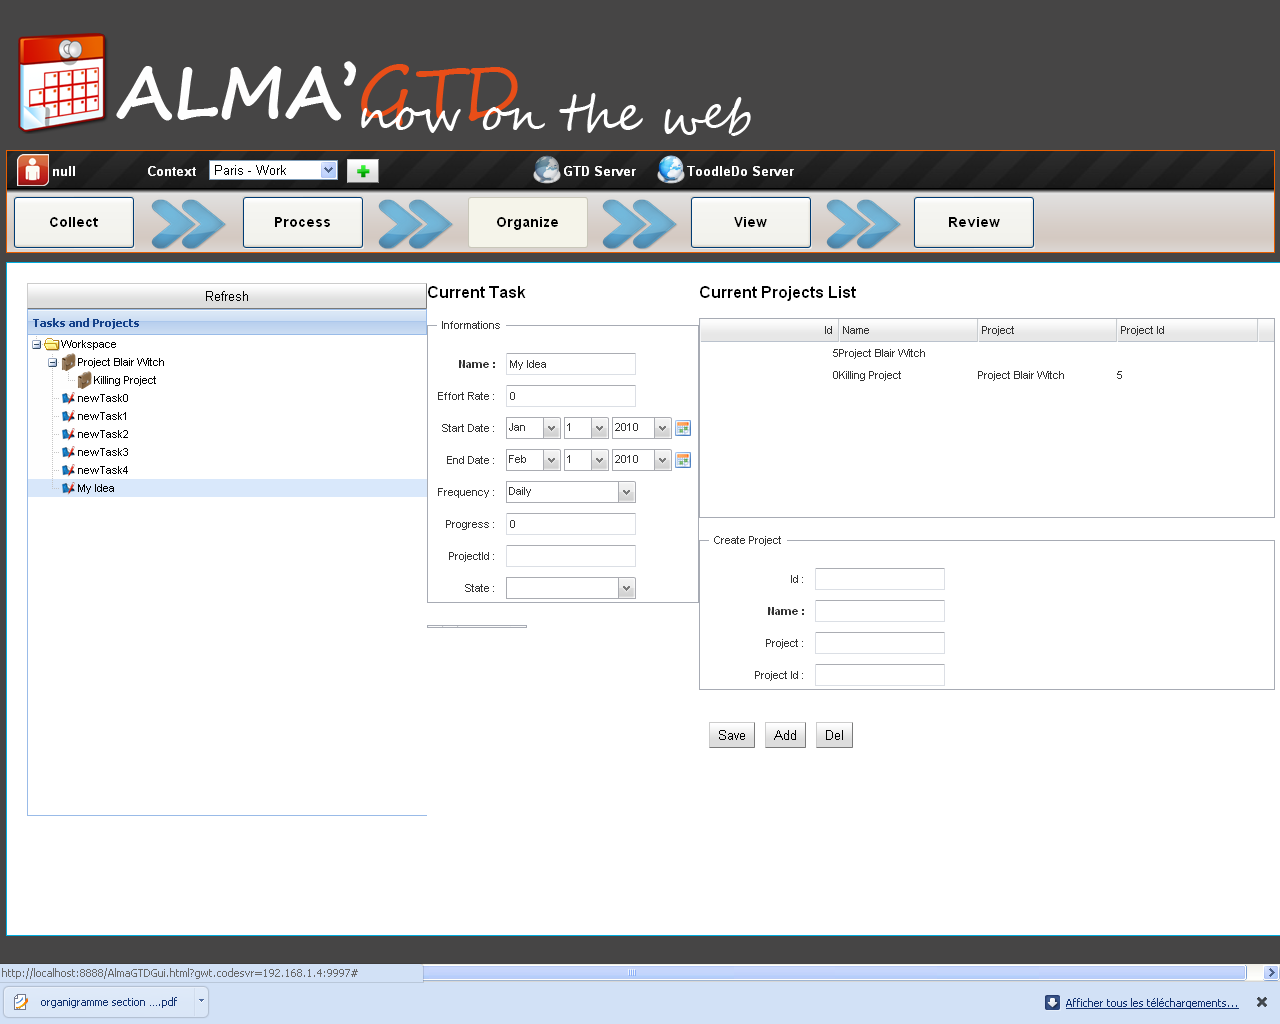 ALMA'GTD
now on the web
null Context Paris - Work GTD Server ToodleDo Server
Collect Process Organize View Review
Refresh
Tasks and Projects
Workspace
Project Blair Witch
Killing Project
newTask0
newTask1
newTask2
newTask3
newTask4
My Idea
Current Task
Informations
Name : My Idea
Effort Rate : 0
Start Date : Jan 1 2010
End Date : Feb 1 2010
Frequency : Daily
Progress : 0
ProjectId :
State :
Current Projects List
Id Name Project Project Id
5 Project Blair Witch
0 Killing Project Project Blair Witch 5
Create Project
Id :
Name :
Project :
Project Id :
Save Add Del
http://localhost:8888/AlmaGTDGui.html?gwt.codesvr=192.168.1.4:9997#
organigramme section ....pdf Afficher tous les téléchargements...